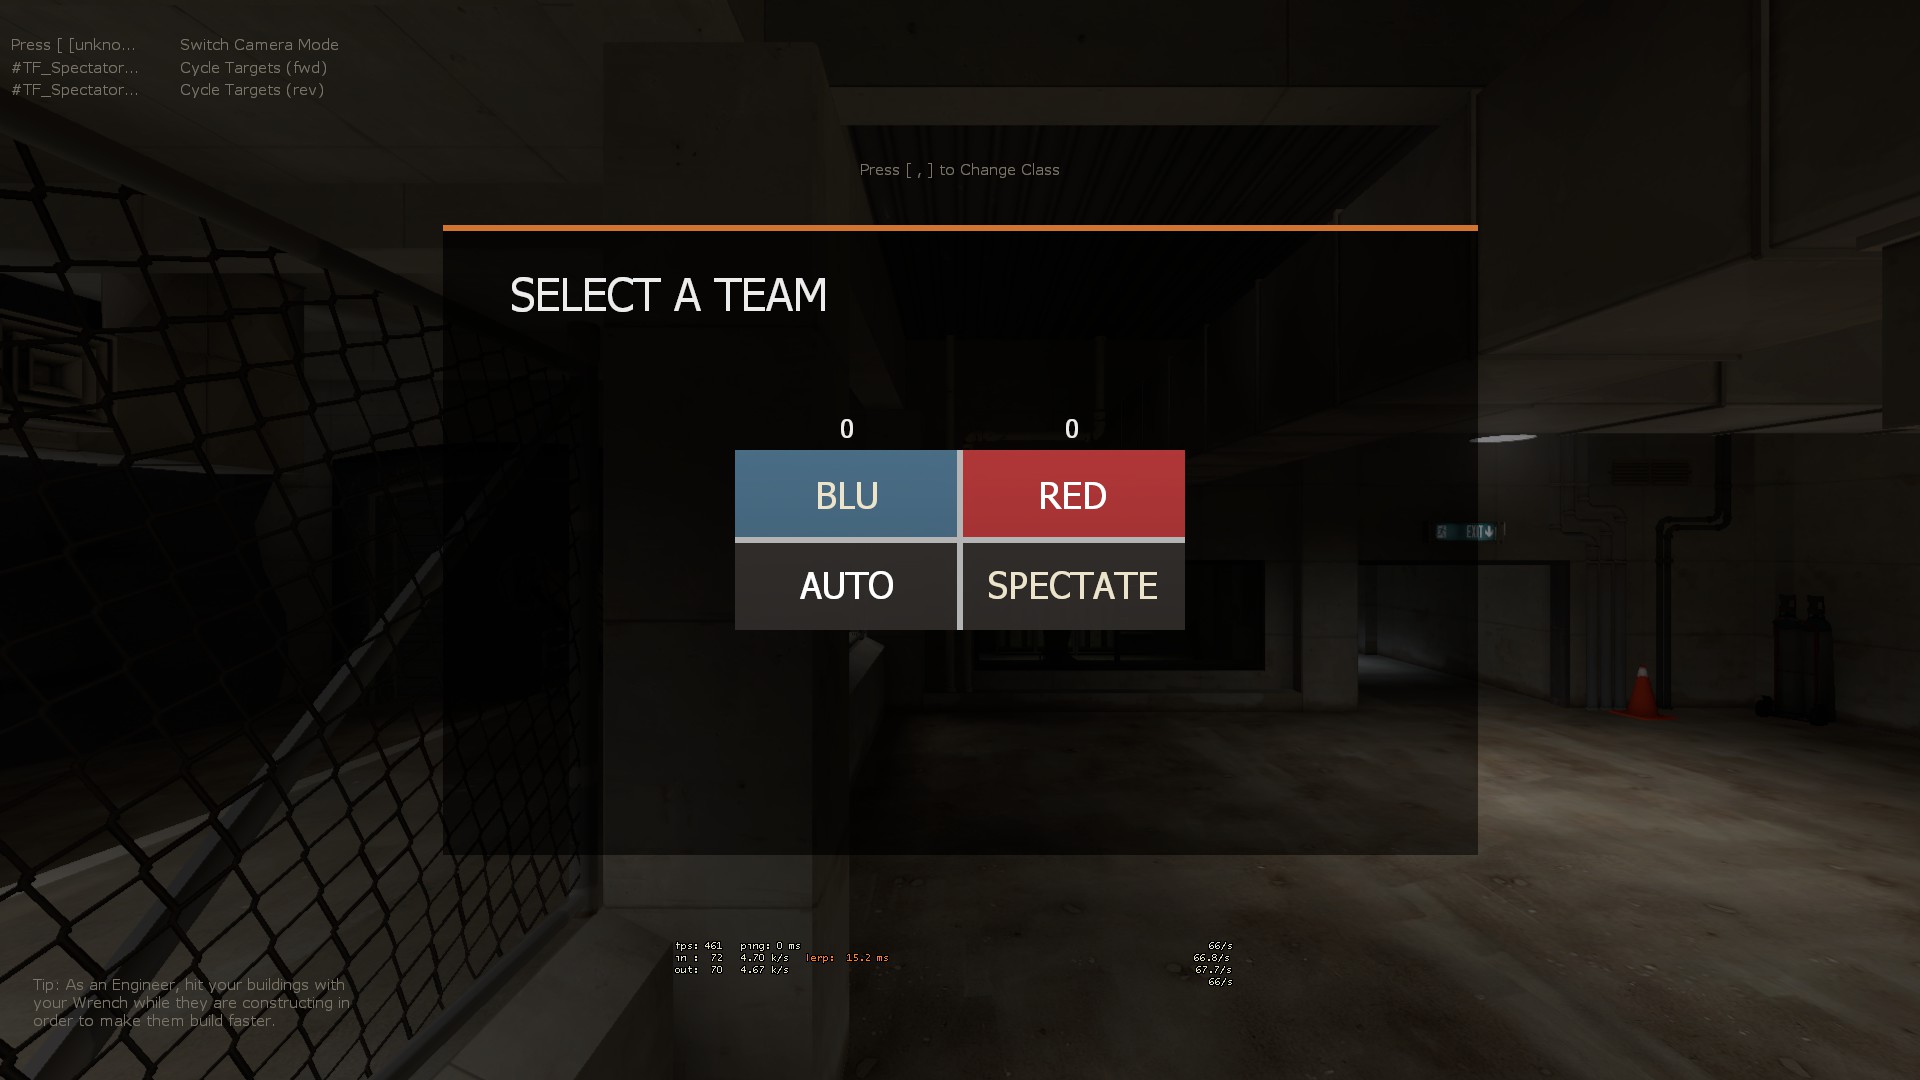 Press [ [unkno... Switch Camera Mode
#TF_Spectator... Cycle Targets (fwd)
#TF_Spectator... Cycle Targets (rev)
Press [ , ] to Change Class
SELECT A TEAM
0 0
BLU RED
AUTO SPECTATE
EXIT
fps: 461 ping: 0 ms 66/s
in : 72 4.70 k/s lerp: 15.2 ms 66.8/s
out: 70 4.67 k/s 67.7/s
66/s
Tip: As an Engineer, hit your buildings with
your Wrench while they are constructing in
order to make them build faster.